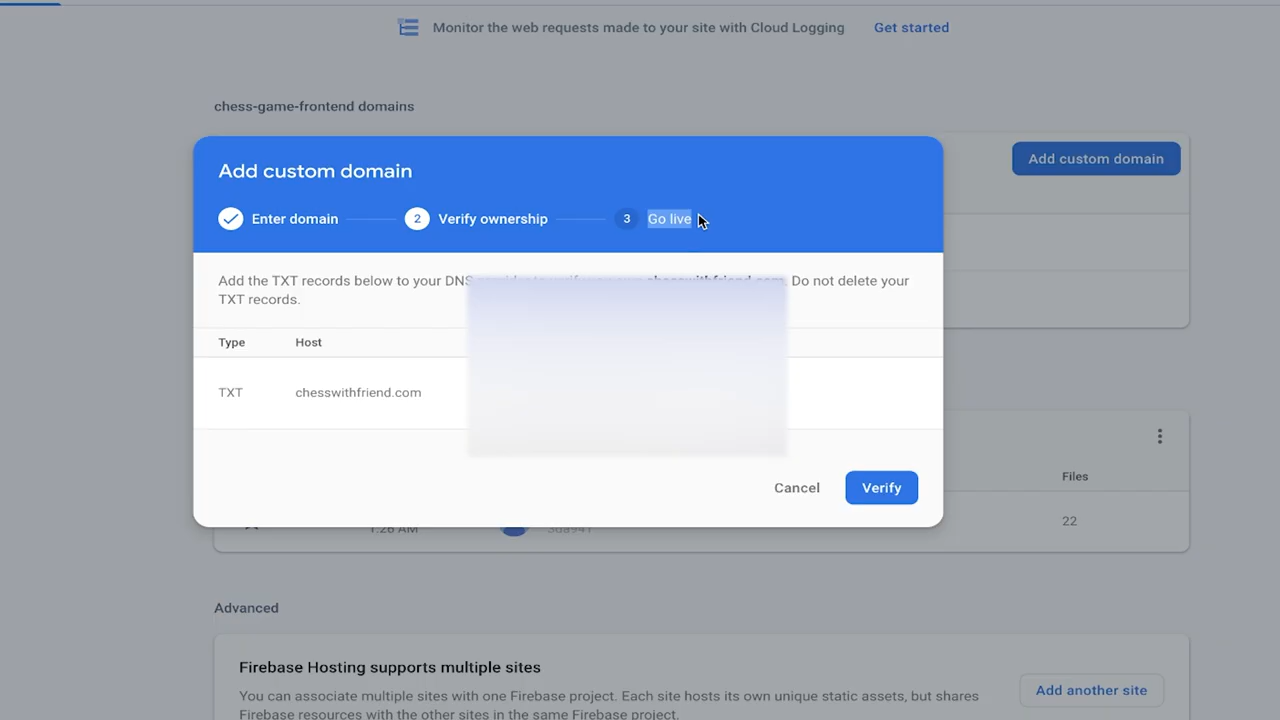 Monitor the web requests made to your site with Cloud Logging Get started
chess-game-frontend domains
Add custom domain
Add custom domain
Enter domain 2 Verify ownership 3 Go live
Add the TXT records below to your DNS chesswithfriend.com. Do not delete your
TXT records.
Type Host
TXT chesswithfriend.com
Cancel Verify
Files
22
1:26 AM 3da941
Advanced
Firebase Hosting supports multiple sites
You can associate multiple sites with one Firebase project. Each site hosts its own unique static assets, but shares
Firebase resources with the other sites in the same Firebase project.
Add another site